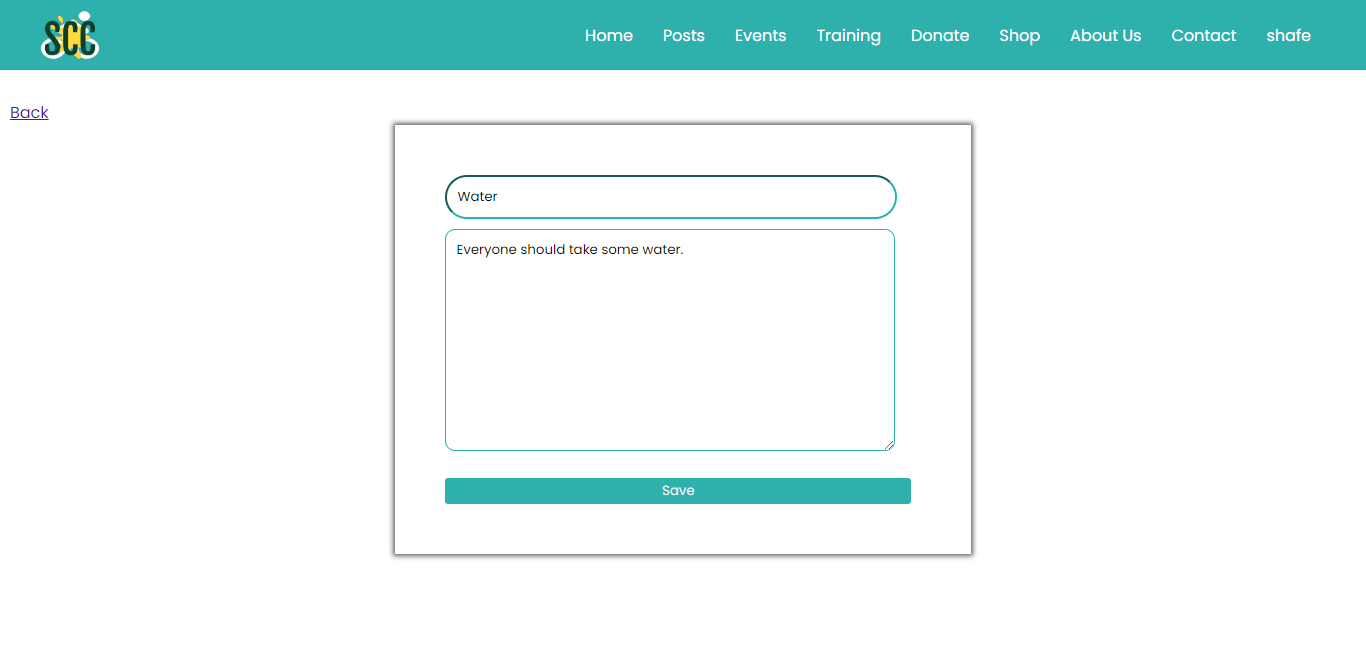 SCC
Home Posts Events Training Donate Shop About Us Contact shafe
Back
Water
Everyone should take some water.
Save